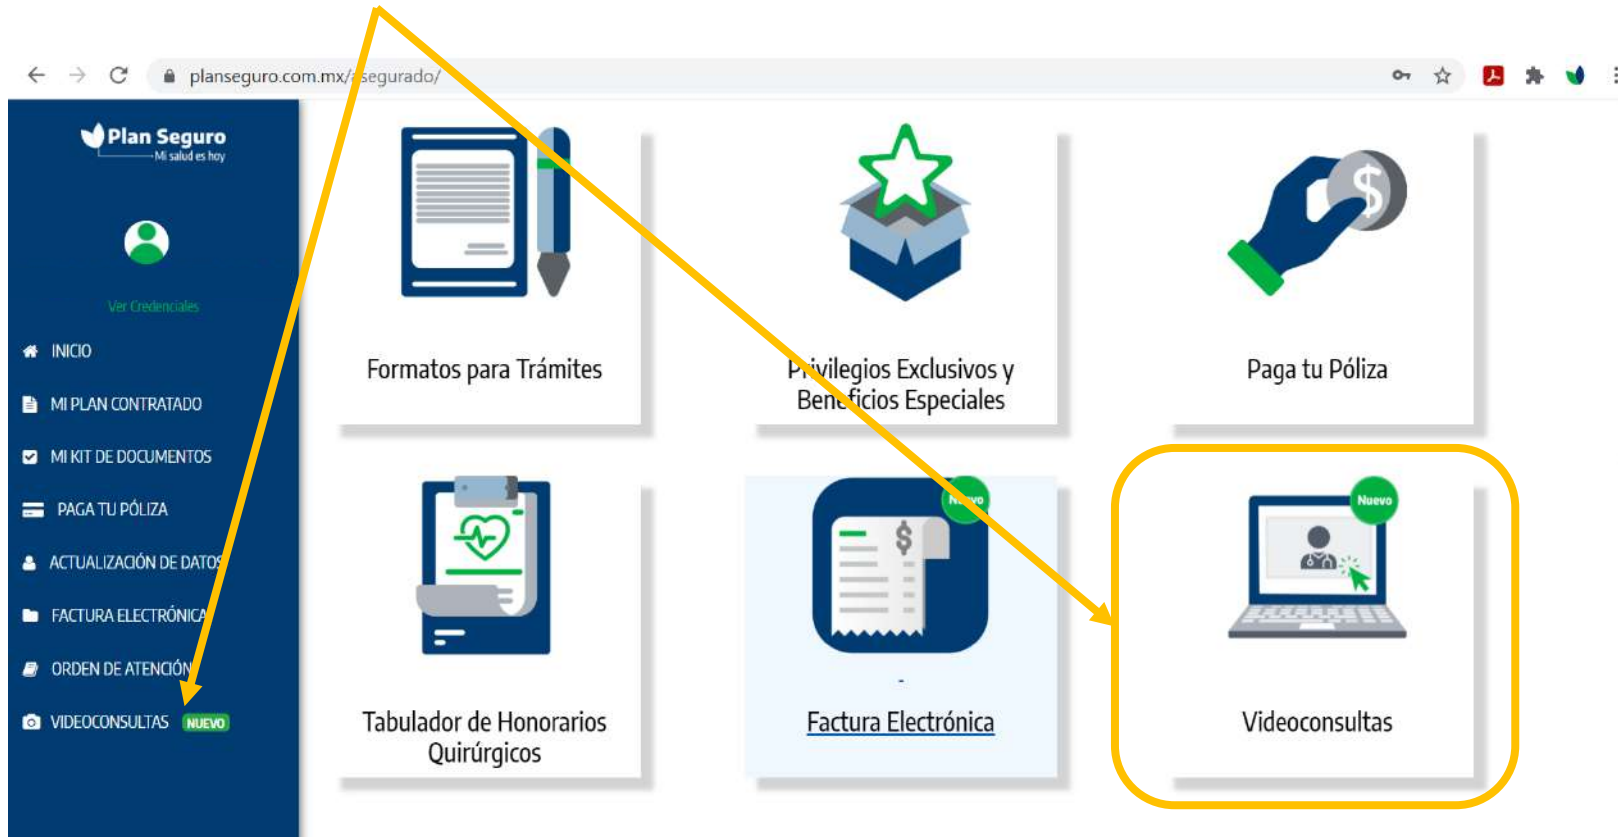 planseguro.com.mx/asegurado/
Plan Seguro
Mi salud es hoy
Ver Credenciales
INICIO
MI PLAN CONTRATADO
MI KIT DE DOCUMENTOS
PAGA TU PÓLIZA
ACTUALIZACIÓN DE DATOS
FACTURA ELECTRÓNICA
ORDEN DE ATENCIÓN
VIDEOCONSULTAS NUEVO
Formatos para Trámites
Privilegios Exclusivos y
Beneficios Especiales
$
Paga tu Póliza
Tabulador de Honorarios
Quirúrgicos
Nuevo
$
-
Factura Electrónica
Nuevo
Videoconsultas